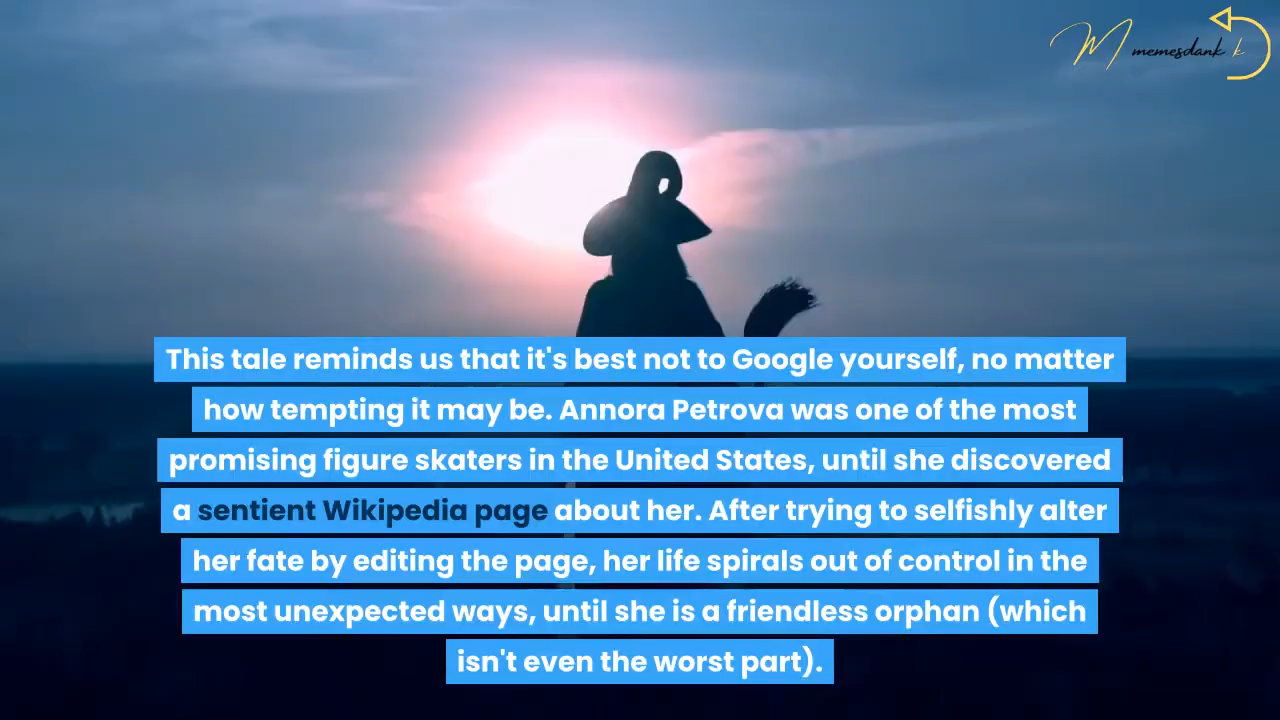 M memesdank k
This tale reminds us that it's best not to Google yourself, no matter
how tempting it may be. Annora Petrova was one of the most
promising figure skaters in the United States, until she discovered
a sentient Wikipedia page about her. After trying to selfishly alter
her fate by editing the page, her life spirals out of control in the
most unexpected ways, until she is a friendless orphan (which
isn't even the worst part).